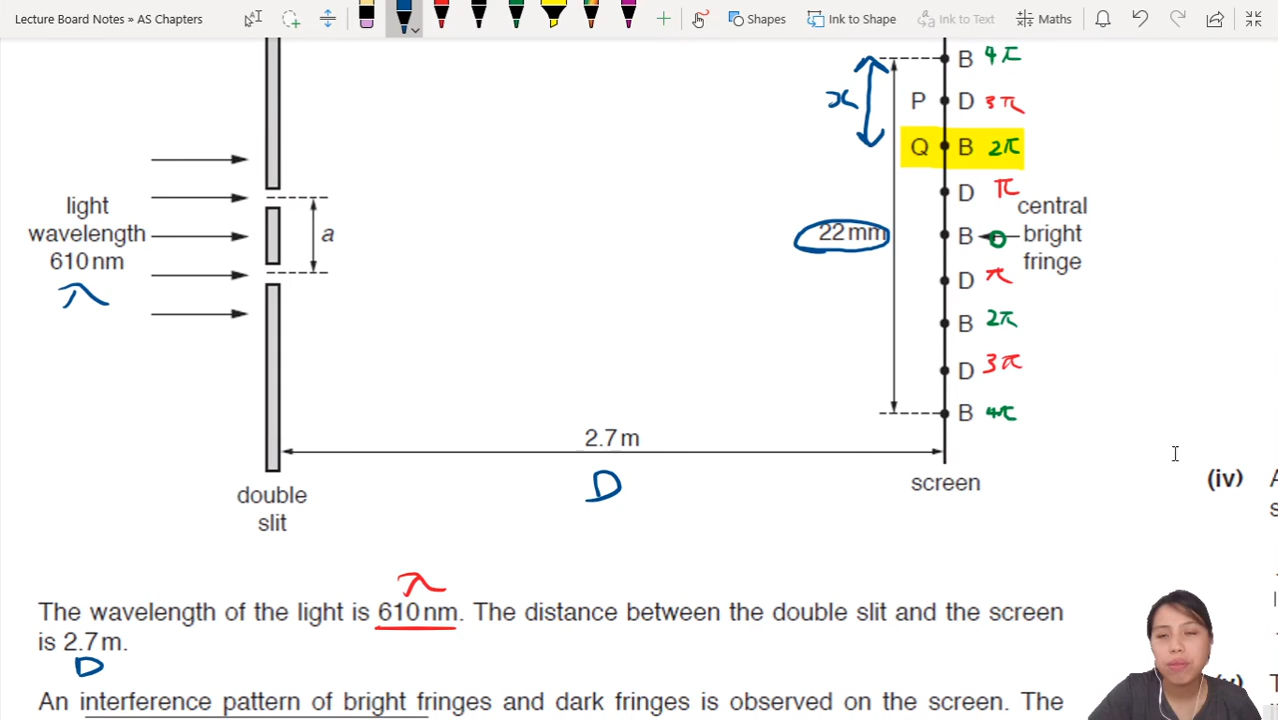 Lecture Board Notes » AS Chapters
Shapes
Ink to Shape
Ink to Text
Maths
B 4π
x
P D 3π
Q B 2π
D π
light
wavelength
610 nm
λ
a
22 mm
B 0
central
bright
fringe
D π
B 2π
D 3π
B 4π
2.7 m
D
double
slit
screen
(iv)
λ
The wavelength of the light is 610 nm. The distance between the double slit and the screen
is 2.7 m.
D
An interference pattern of bright fringes and dark fringes is observed on the screen. The